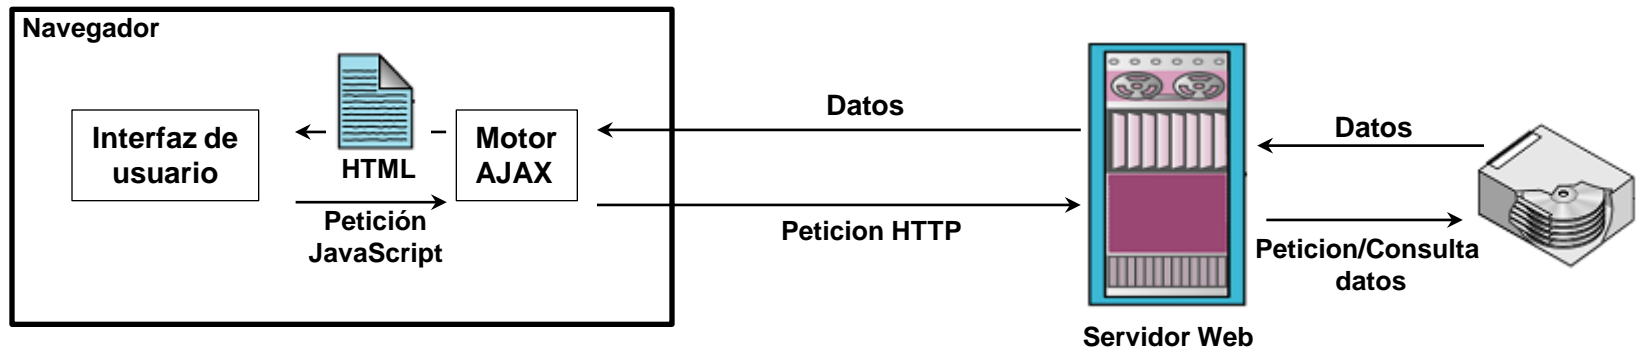 Navegador
Interfaz de
usuario
HTML
Motor
AJAX
Petición
JavaScript
Datos
Peticion HTTP
Servidor Web
Datos
Peticion/Consulta
datos